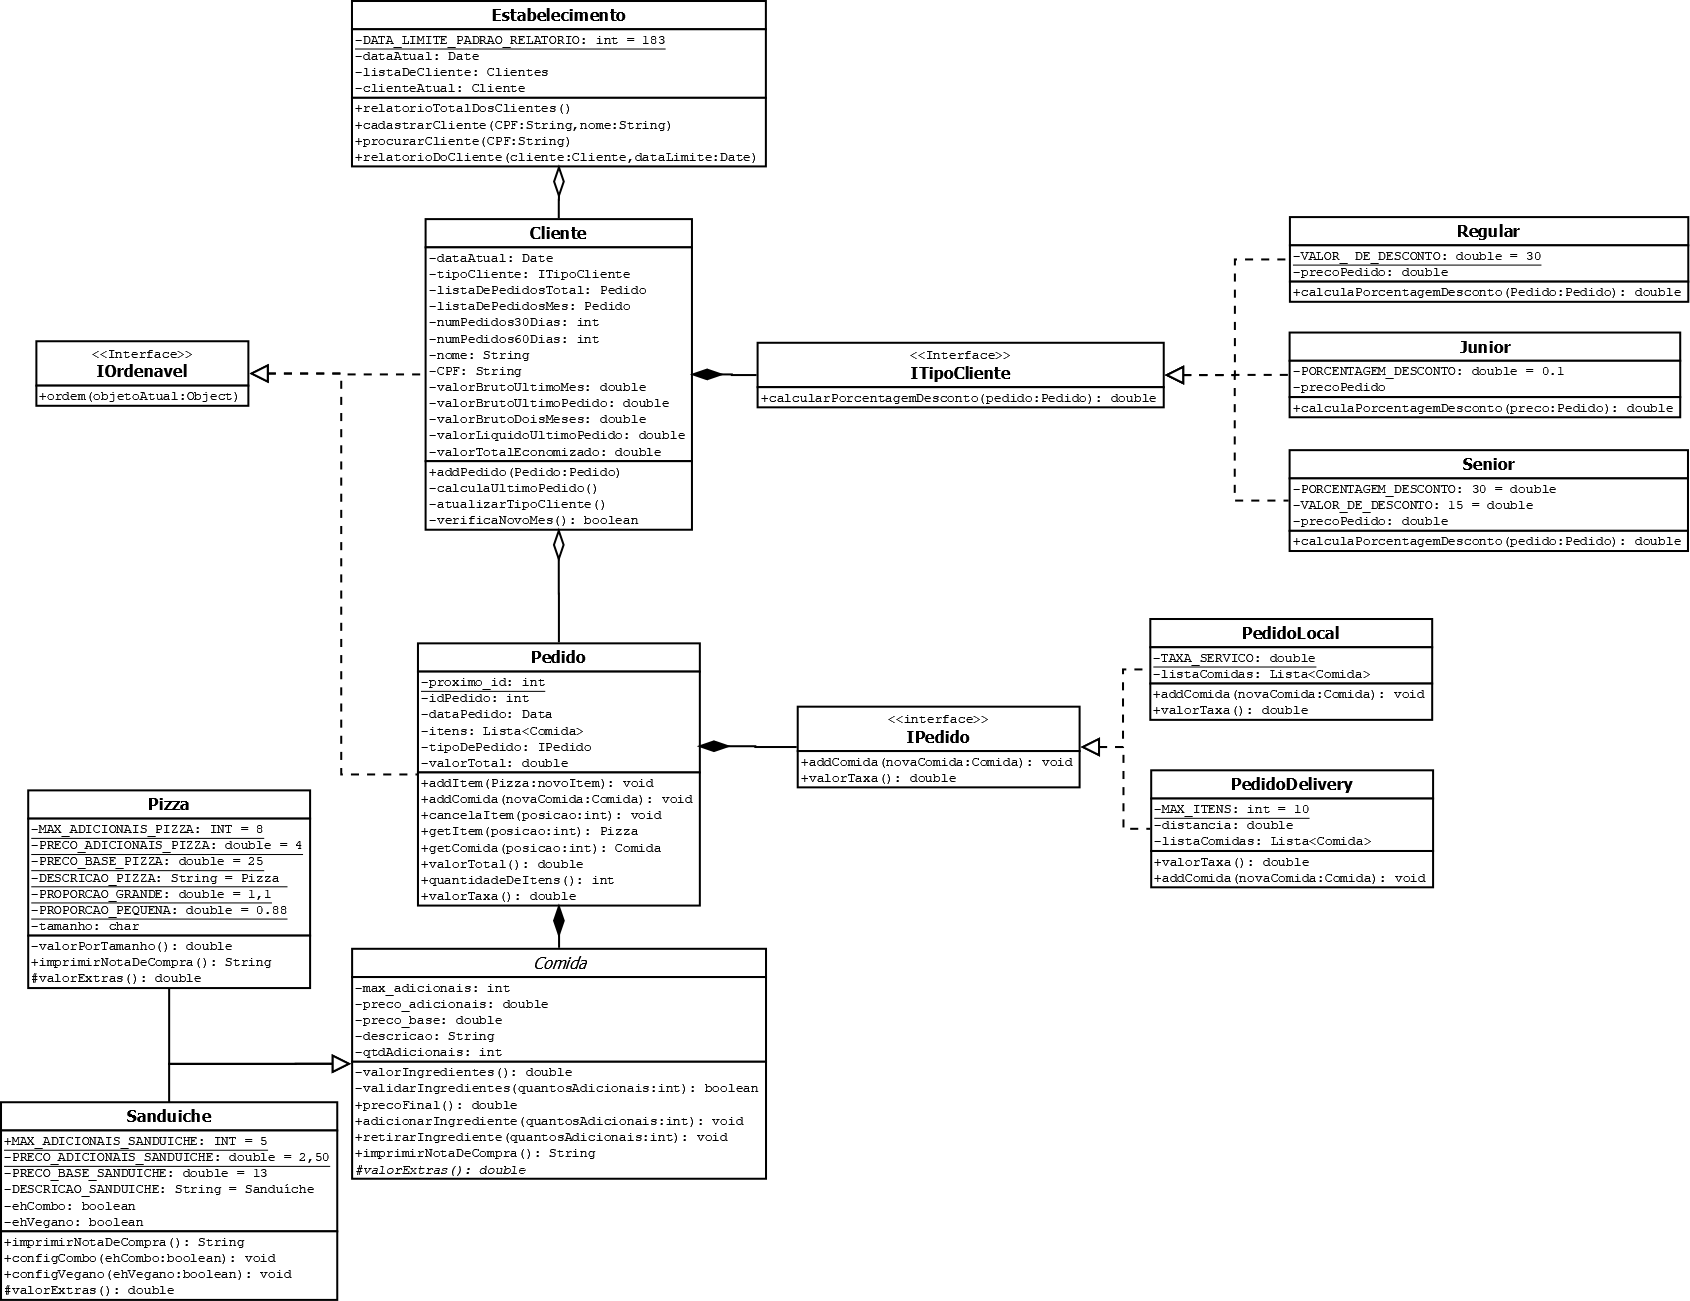 Estabelecimento
-DATA_LIMITE_PADRAO_RELATORIO: int = 183
-dataAtual: Date
-listaDeCliente: Clientes
-clienteAtual: Cliente
+relatorioTotalDosClientes()
+cadastrarCliente(CPF:String,nome:String)
+procurarCliente(CPF:String)
+relatorioDoCliente(cliente:Cliente,dataLimite:Date)
Cliente
-dataAtual: Date
-tipoCliente: ITipoCliente
-listaDePedidosTotal: Pedido
-listaDePedidosMes: Pedido
-numPedidos30Dias: int
-numPedidos60Dias: int
-nome: String
-CPF: String
-valorBrutoUltimoMes: double
-valorBrutoUltimoPedido: double
-valorBrutoDoisMeses: double
-valorLiquidoUltimoPedido: double
-valorTotalEconomizado: double
+addPedido(Pedido:Pedido)
-calculaUltimoPedido()
-atualizarTipoCliente()
-verificaNovoMes(): boolean
<<Interface>>
IOrdenavel
+ordem(objetoAtual:Object)
<<Interface>>
ITipoCliente
+calcularPorcentagemDesconto(pedido:Pedido): double
Regular
-VALOR_ DE_DESCONTO: double = 30
-precoPedido: double
+calculaPorcentagemDesconto(Pedido:Pedido): double
Junior
-PORCENTAGEM_DESCONTO: double = 0.1
-precoPedido
+calculaPorcentagemDesconto(preco:Pedido): double
Senior
-PORCENTAGEM_DESCONTO: 30 = double
-VALOR_DE_DESCONTO: 15 = double
-precoPedido: double
+calculaPorcentagemDesconto(pedido:Pedido): double
Pedido
-proximo_id: int
-idPedido: int
-dataPedido: Data
-itens: Lista<Comida>
-tipoDePedido: IPedido
-valorTotal: double
+addItem(Pizza:novoItem): void
+addComida(novaComida:Comida): void
+cancelaItem(posicao:int): void
+getItem(posicao:int): Pizza
+getComida(posicao:int): Comida
+valorTotal(): double
+quantidadeDeItens(): int
+valorTaxa(): double
<<interface>>
IPedido
+addComida(novaComida:Comida): void
+valorTaxa(): double
PedidoLocal
-TAXA_SERVICO: double
-listaComidas: Lista<Comida>
+addComida(novaComida:Comida): void
+valorTaxa(): double
PedidoDelivery
-MAX_ITENS: int = 10
-distancia: double
-listaComidas: Lista<Comida>
+valorTaxa(): double
+addComida(novaComida:Comida): void
Pizza
-MAX_ADICIONAIS_PIZZA: INT = 8
-PRECO_ADICIONAIS_PIZZA: double = 4
-PRECO_BASE_PIZZA: double = 25
-DESCRICAO_PIZZA: String = Pizza
-PROPORCAO_GRANDE: double = 1,1
-PROPORCAO_PEQUENA: double = 0.88
-tamanho: char
-valorPorTamanho(): double
+imprimirNotaDeCompra(): String
#valorExtras(): double
Comida
-max_adicionais: int
-preco_adicionais: double
-preco_base: double
-descricao: String
-qtdAdicionais: int
-valorIngredientes(): double
-validarIngredientes(quantosAdicionais:int): boolean
+precoFinal(): double
+adicionarIngrediente(quantosAdicionais:int): void
+retirarIngrediente(quantosAdicionais:int): void
+imprimirNotaDeCompra(): String
#valorExtras(): double
Sanduiche
+MAX_ADICIONAIS_SANDUICHE: INT = 5
-PRECO_ADICIONAIS_SANDUICHE: double = 2,50
-PRECO_BASE_SANDUICHE: double = 13
-DESCRICAO_SANDUICHE: String = Sanduíche
-ehCombo: boolean
-ehVegano: boolean
+imprimirNotaDeCompra(): String
+configCombo(ehCombo:boolean): void
+configVegano(ehVegano:boolean): void
#valorExtras(): double